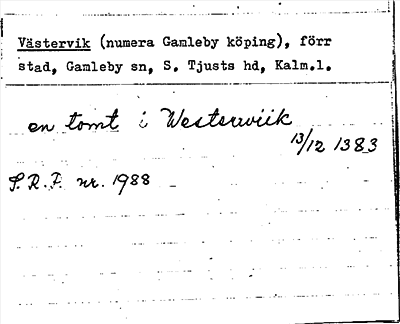 Västervik (numera Gamleby köping), förr
stad, Gamleby sn, S. Tjusts hd, Kalm.l.
en tomt i Westerwiik
13/12 1383
S.R.P. nr. 1988